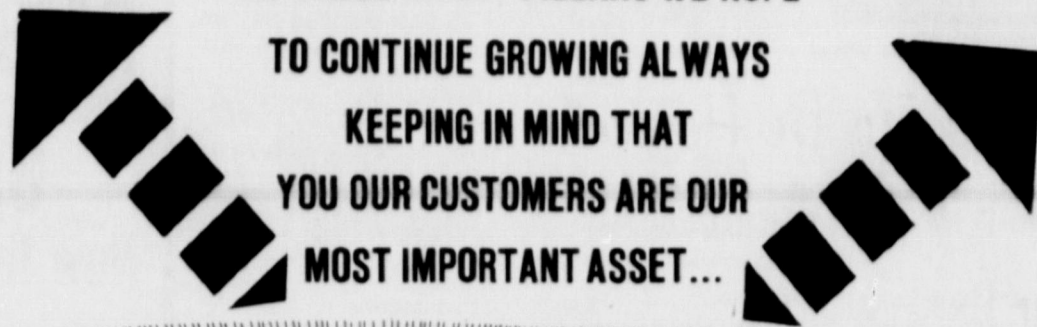 TO CONTINUE GROWING ALWAYS
KEEPING IN MIND THAT
YOU OUR CUSTOMERS ARE OUR
MOST IMPORTANT ASSET...